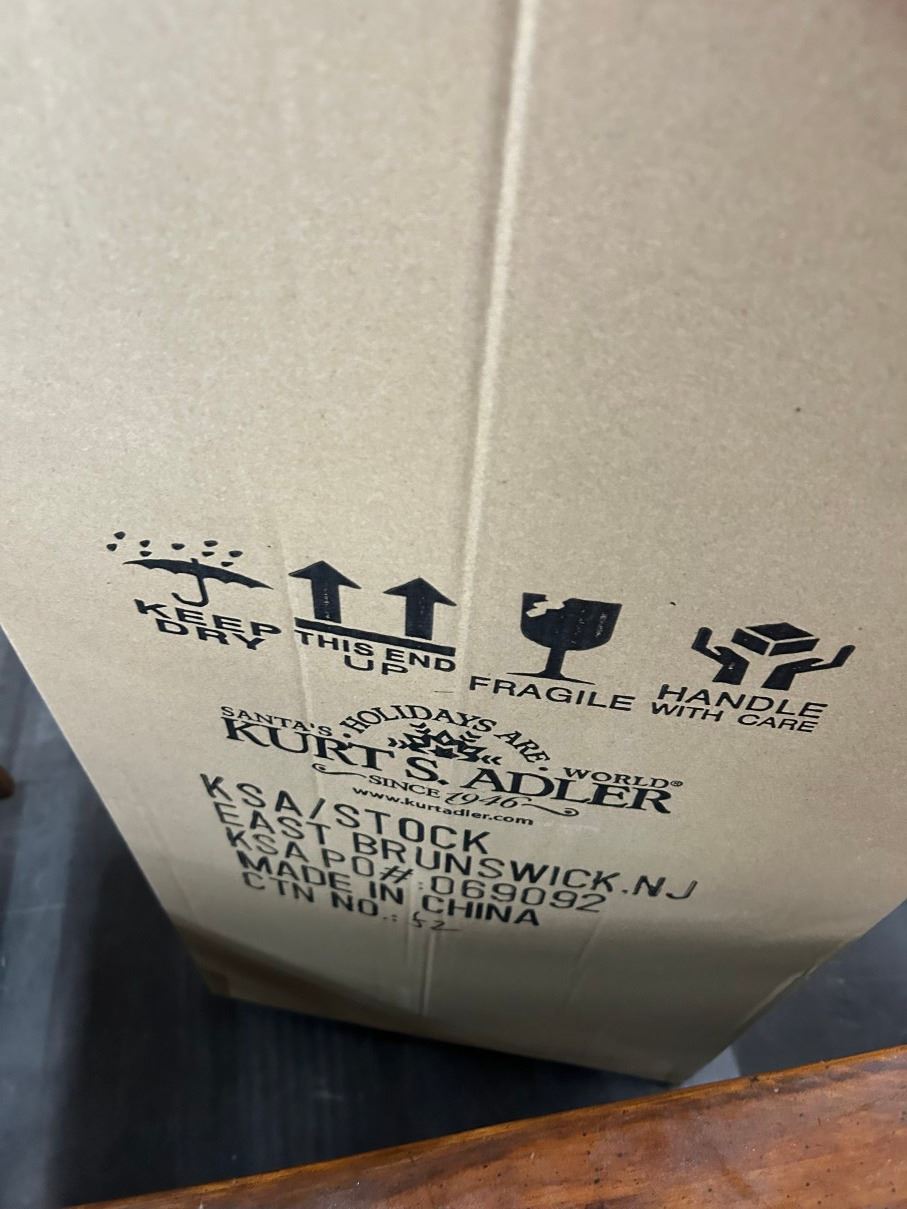 KEEP
DRY
THIS END
UP
FRAGILE
HANDLE
WITH CARE
SANTA'S HOLIDAYS ARE WORLD®
KURT S. ADLER
SINCE 1946
www.kurtadler.com
KSA/STOCK
EAST BRUNSWICK.NJ
KSA PO#:069092
MADE IN CHINA
CTN NO.: 52